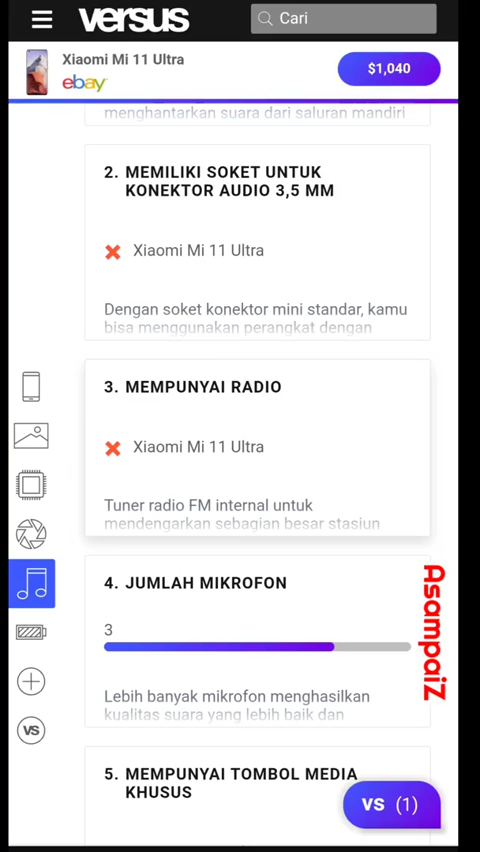 versus
Cari
Xiaomi Mi 11 Ultra
ebay
$1,040
menghantarkan suara dari saluran mandiri
2. MEMILIKI SOKET UNTUK
KONEKTOR AUDIO 3,5 MM
Xiaomi Mi 11 Ultra
Dengan soket konektor mini standar, kamu
bisa menggunakan perangkat dengan
3. MEMPUNYAI RADIO
Xiaomi Mi 11 Ultra
Tuner radio FM internal untuk
mendengarkan sebagian besar stasiun
4. JUMLAH MIKROFON
3
Lebih banyak mikrofon menghasilkan
kualitas suara yang lebih baik dan
AsampaiZ
VS
5. MEMPUNYAI TOMBOL MEDIA
KHUSUS
VS (1)